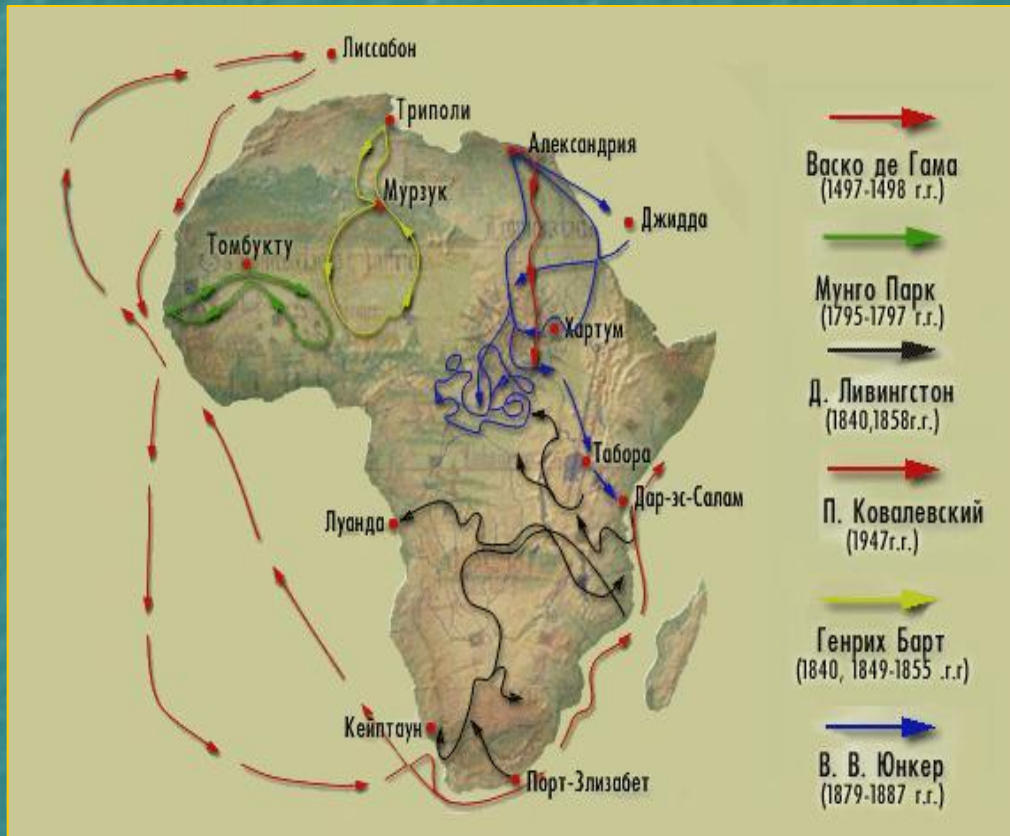 Лиссабон
Триполи
Александрия
Мурзук
Джидда
Томбукту
Хартум
Табора
Дар-эс-Салам
Луанда
Кейптаун
Порт-Злизабет
Васко де Гама
(1497-1498 г.г.)
Мунго Парк
(1795-1797 г.г.)
Д. Ливингстон
(1840,1858г.г.)
П. Ковалевский
(1947г.г.)
Генрих Барт
(1840, 1849-1855 .г.г)
В. В. Юнкер
(1879-1887 г.г.)